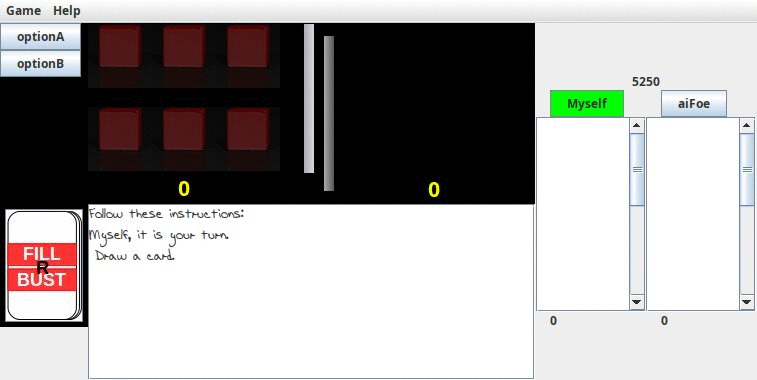 Game Help
optionA
optionB
5250
Myself aiFoe
0 0
Follow these instructions:
Myself, it is your turn.
Draw a card.
FILL
R
BUST
0 0